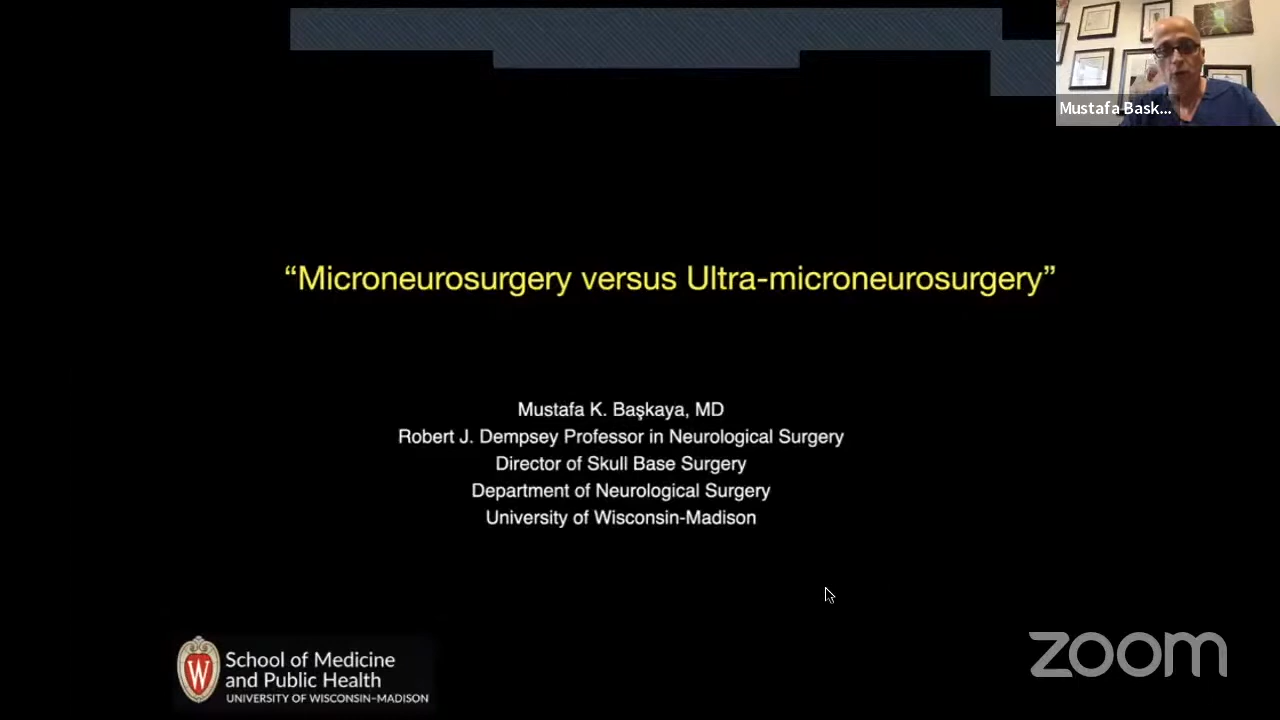 Mustafa Bask...
“Microneurosurgery versus Ultra-microneurosurgery”
Mustafa K. Başkaya, MD
Robert J. Dempsey Professor in Neurological Surgery
Director of Skull Base Surgery
Department of Neurological Surgery
University of Wisconsin-Madison
W
School of Medicine
and Public Health
UNIVERSITY OF WISCONSIN–MADISON
zoom